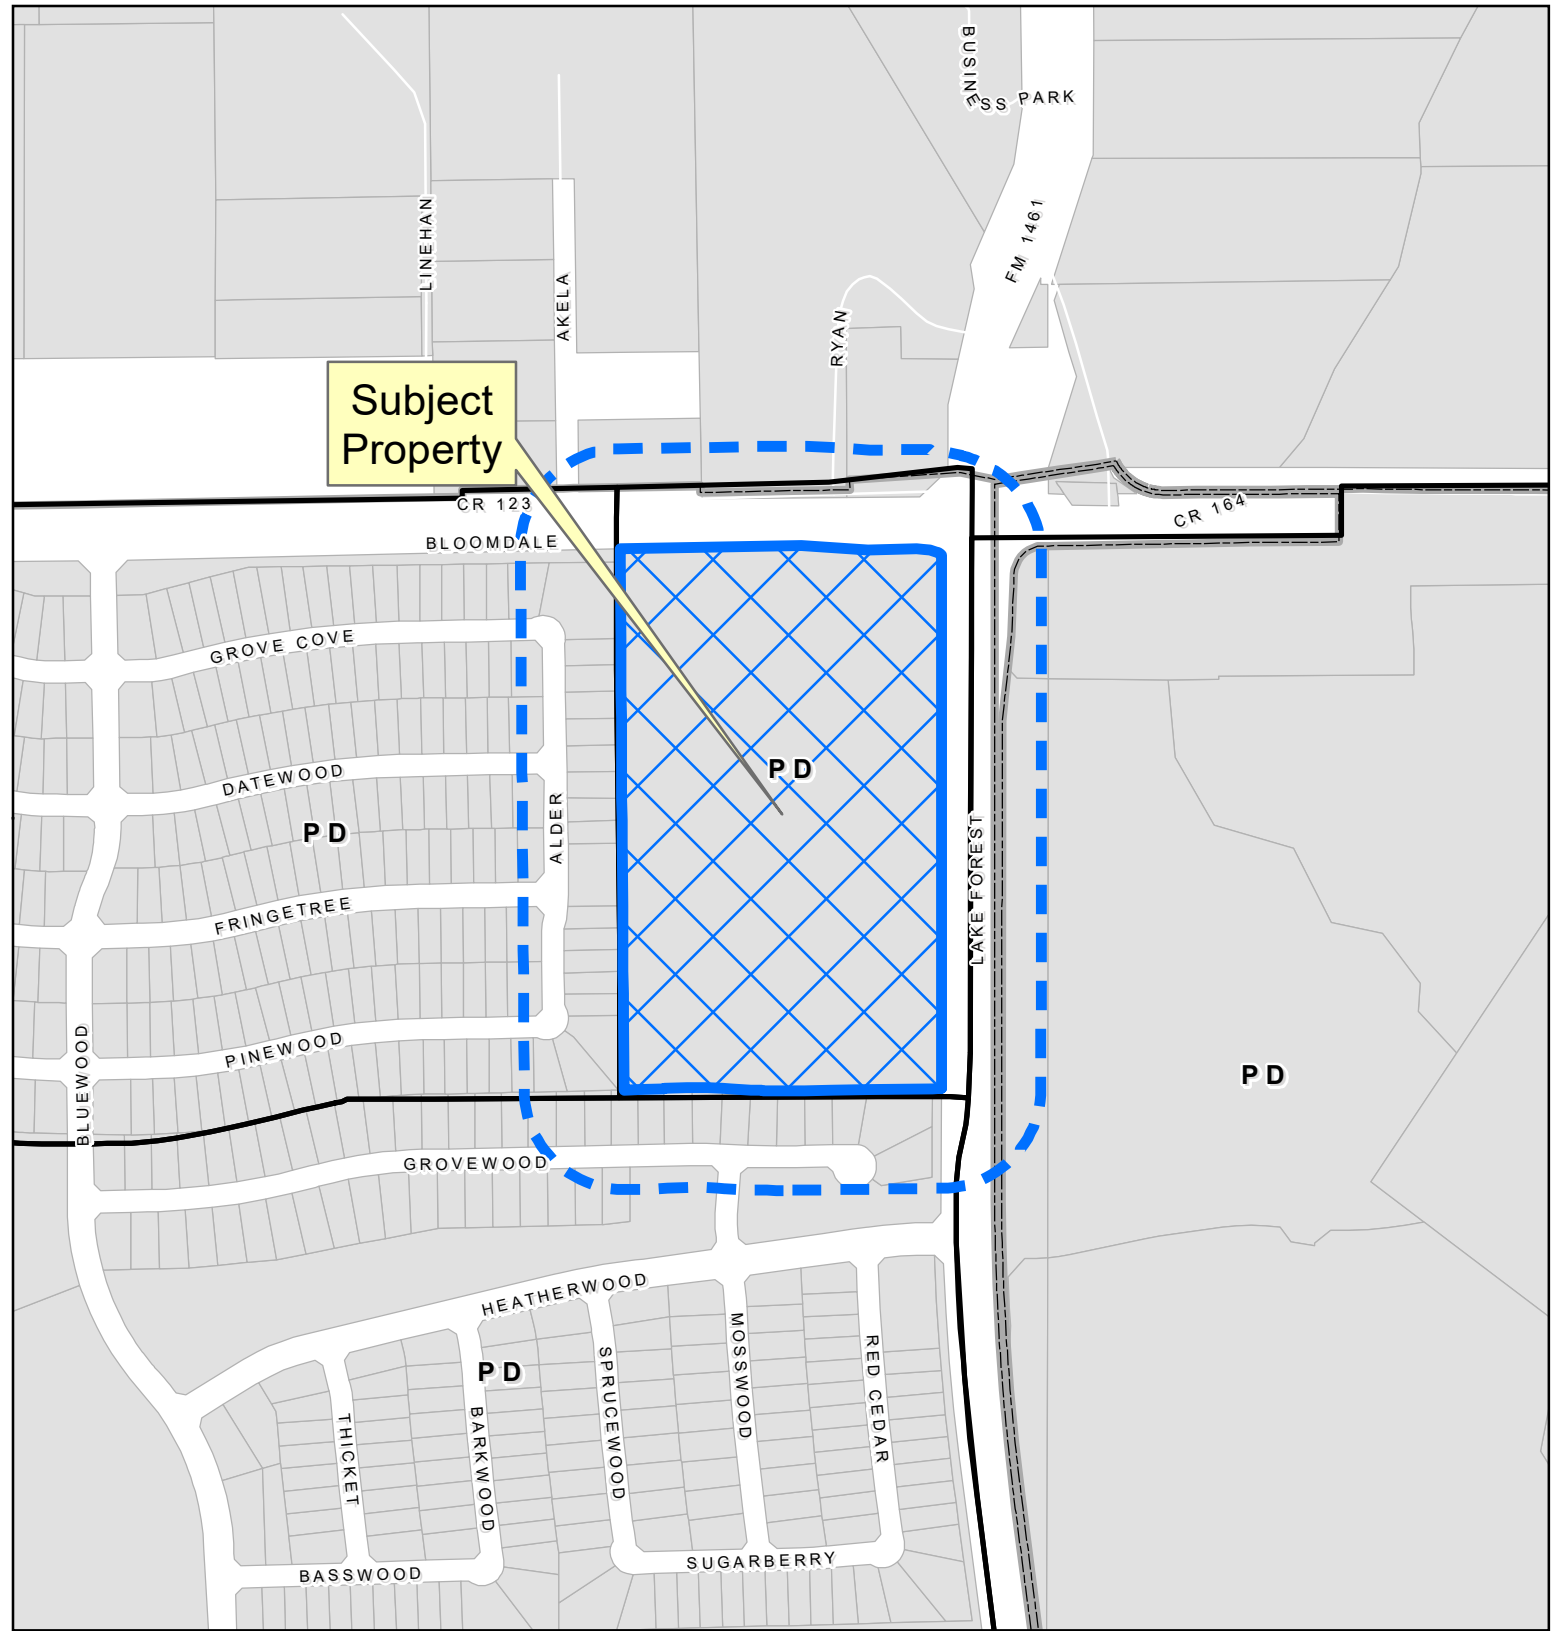 BUSINESS PARK
LINEHAN
FM 1461
AKELA
RYAN
Subject
Property
CR 123
CR 164
BLOOMDALE
GROVE COVE
DATEWOOD
PD
PD
ALDER
LAKE FOREST
FRINGETREE
PINEWOOD
BLUEWOOD
PD
GROVEWOOD
HEATHERWOOD
PD
MOSSWOOD
RED CEDAR
SPRUCEWOOD
THICKET
BARKWOOD
BASSWOOD
SUGARBERRY